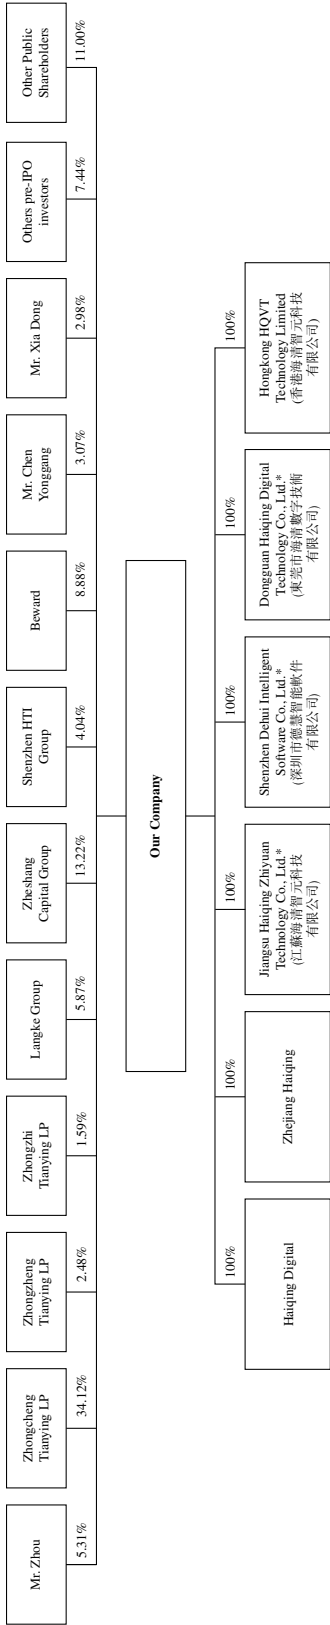 Mr. Zhou
Zhongcheng
Tianying LP
Zhongzheng
Tianying LP
Zhongzhi
Tianying LP
Langke Group
Zheshang
Capital Group
Shenzhen HTI
Group
Beward
Mr. Chen
Yonggang
Mr. Xia Dong
Others pre-IPO
investors
Other Public
Shareholders
5.31%
34.12%
2.48%
1.59%
5.87%
13.22%
4.04%
8.88%
3.07%
2.98%
7.44%
11.00%
Our Company
100%
100%
100%
100%
100%
100%
Haiqing Digital
Zhejiang Haiqing
Jiangsu Haiqing Zhiyuan
Technology Co., Ltd.*
(江蘇海清智元科技
有限公司)
Shenzhen Dehui Intelligent
Software Co., Ltd.*
(深圳市德慧智能軟件
有限公司)
Dongguan Haiqing Digital
Technology Co., Ltd.*
(東莞市海清數字技術
有限公司)
Hongkong HQVT
Technology Limited
(香港海清智元科技
有限公司)